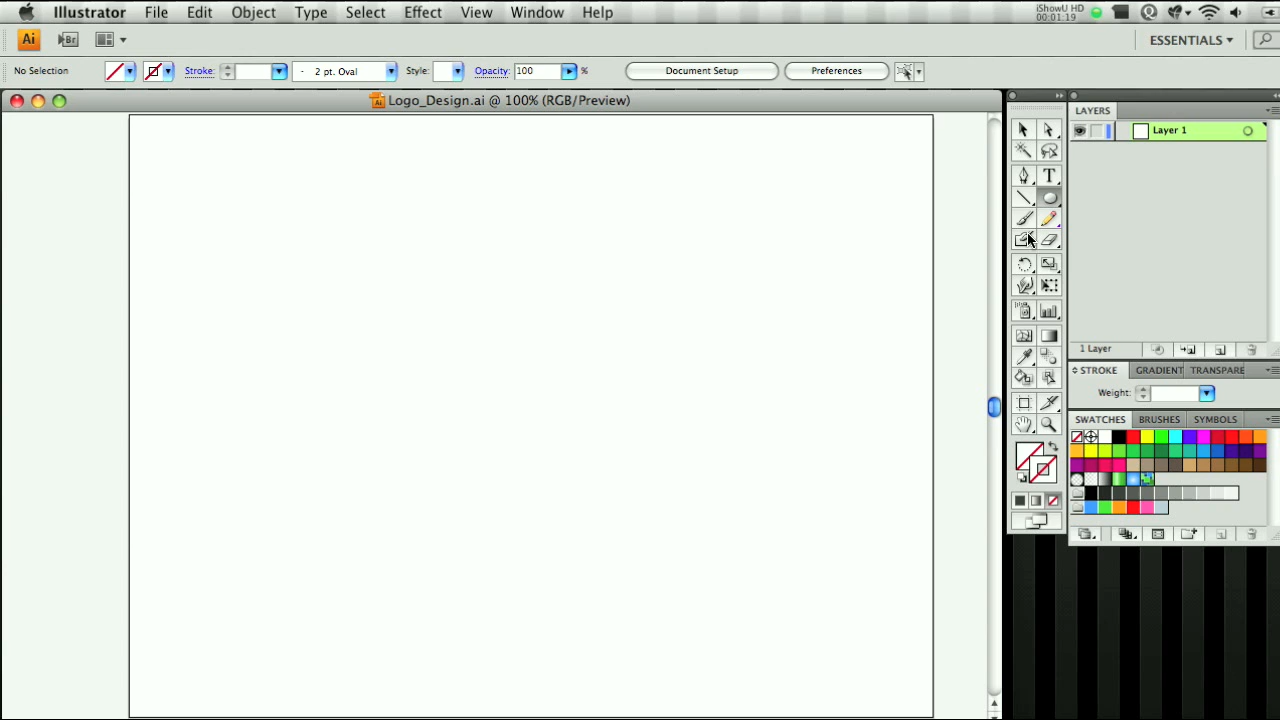 Illustrator File Edit Object Type Select Effect View Window Help
iShowU HD
00:01:19
Ai Br ESSENTIALS
No Selection Stroke: 2 pt. Oval Style: Opacity: 100 % Document Setup Preferences
Logo_Design.ai @ 100% (RGB/Preview)
LAYERS
Layer 1
T
1 Layer
STROKE GRADIENT TRANSPARE
Weight:
SWATCHES BRUSHES SYMBOLS